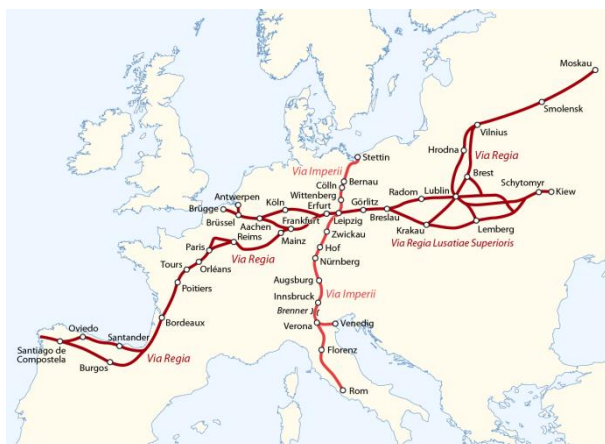 Moskau
Smolensk
Vilnius
Hrodna
Via Regia
Stettin
Via Imperii
Bernau
Brest
Cölln
Schytomyr
Wittenberg
Lublin
Kiew
Antwerpen
Köln
Erfurt
Görlitz
Radom
Brügge
Frankfurt
Leipzig
Breslau
Brüssel
Aachen
Zwickau
Krakau
Lemberg
Reims
Mainz
Via Regia Lusatiae Superioris
Paris
Hof
Via Regia
Tours
Orléans
Nürnberg
Poitiers
Augsburg
Via Imperii
Innsbruck
Brenner
Bordeaux
Verona
Venedig
Oviedo
Santander
Santiago de
Compostela
Via Regia
Florenz
Burgos
Rom